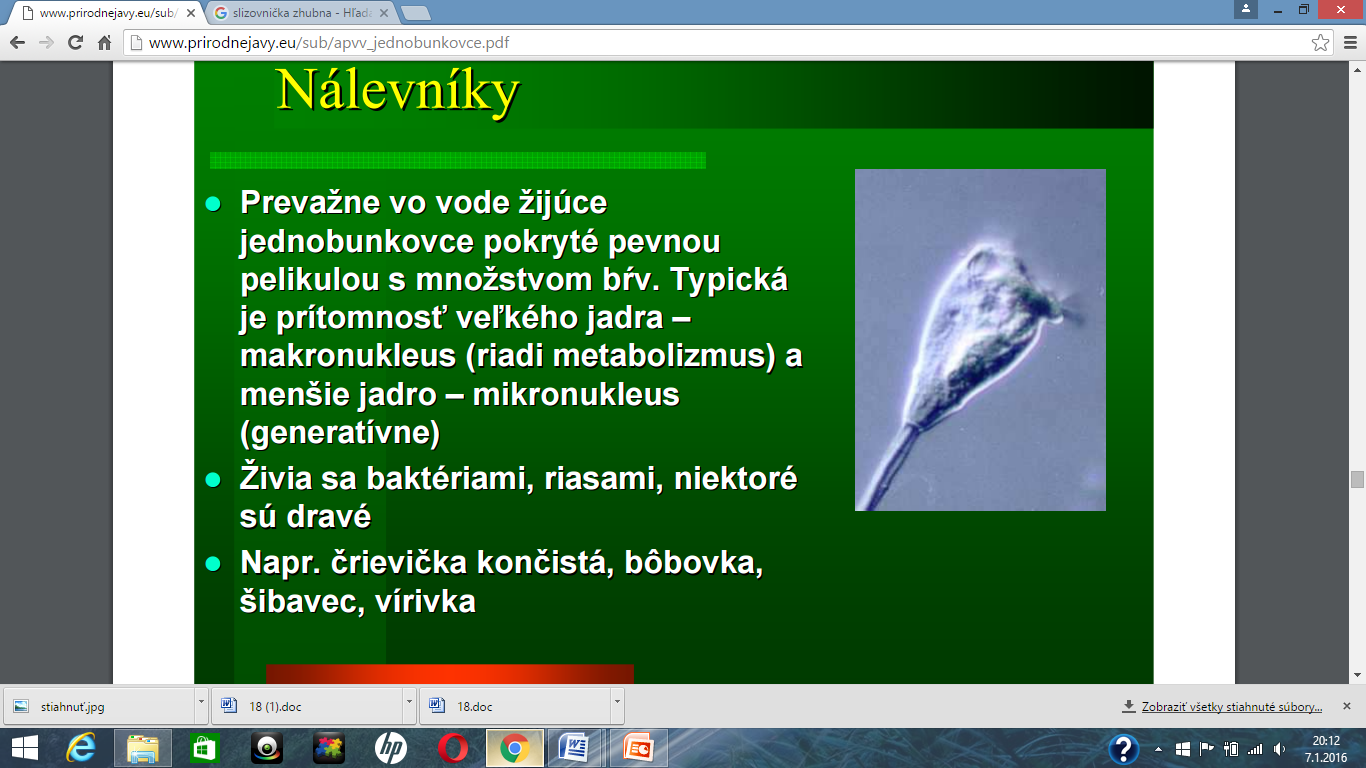 www.prirodnejavy.eu/sub/
slizovnička zhubna - Hľada
www.prirodnejavy.eu/sub/apvv_jednobunkovce.pdf
Nálevníky
Prevažne vo vode žijúce
jednobunkovce pokryté pevnou
pelikulou s množstvom bŕv. Typická
je prítomnosť veľkého jadra –
makronukleus (riadi metabolizmus) a
menšie jadro – mikronukleus
(generatívne)
Živia sa baktériami, riasami, niektoré
sú dravé
Napr. črievička končistá, bôbovka,
šibavec, vírivka
stiahnuť.jpg
18 (1).doc
18.doc
Zobraziť všetky stiahnuté súbory...
hp
20:12
7.1.2016